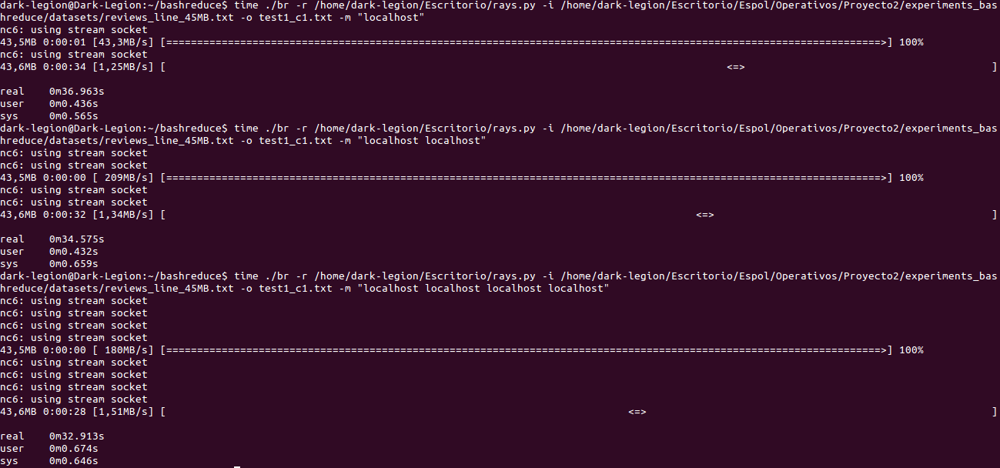 dark-legion@Dark-Legion:~/bashreduce$ time ./br -r /home/dark-legion/Escritorio/rays.py -i /home/dark-legion/Escritorio/Espol/Operativos/Proyecto2/experiments_bas
hreduce/datasets/reviews_line_45MB.txt -o test1_c1.txt -m "localhost"
nc6: using stream socket
43,5MB 0:00:01 [43,3MB/s] [====================================================================================================================>] 100%
nc6: using stream socket
43,6MB 0:00:34 [1,25MB/s] [                                                                                           <=>                                        ]
real    0m36.963s
user    0m0.436s
sys     0m0.565s
dark-legion@Dark-Legion:~/bashreduce$ time ./br -r /home/dark-legion/Escritorio/rays.py -i /home/dark-legion/Escritorio/Espol/Operativos/Proyecto2/experiments_bas
hreduce/datasets/reviews_line_45MB.txt -o test1_c1.txt -m "localhost localhost"
nc6: using stream socket
nc6: using stream socket
43,5MB 0:00:00 [ 209MB/s] [====================================================================================================================>] 100%
nc6: using stream socket
nc6: using stream socket
43,6MB 0:00:32 [1,34MB/s] [                                                                                      <=>                                             ]
real    0m34.575s
user    0m0.432s
sys     0m0.659s
dark-legion@Dark-Legion:~/bashreduce$ time ./br -r /home/dark-legion/Escritorio/rays.py -i /home/dark-legion/Escritorio/Espol/Operativos/Proyecto2/experiments_bas
hreduce/datasets/reviews_line_45MB.txt -o test1_c1.txt -m "localhost localhost localhost localhost"
nc6: using stream socket
nc6: using stream socket
nc6: using stream socket
nc6: using stream socket
43,5MB 0:00:00 [ 180MB/s] [====================================================================================================================>] 100%
nc6: using stream socket
nc6: using stream socket
nc6: using stream socket
nc6: using stream socket
43,6MB 0:00:28 [1,51MB/s] [                                                                           <=>                                                        ]
real    0m32.913s
user    0m0.674s
sys     0m0.646s